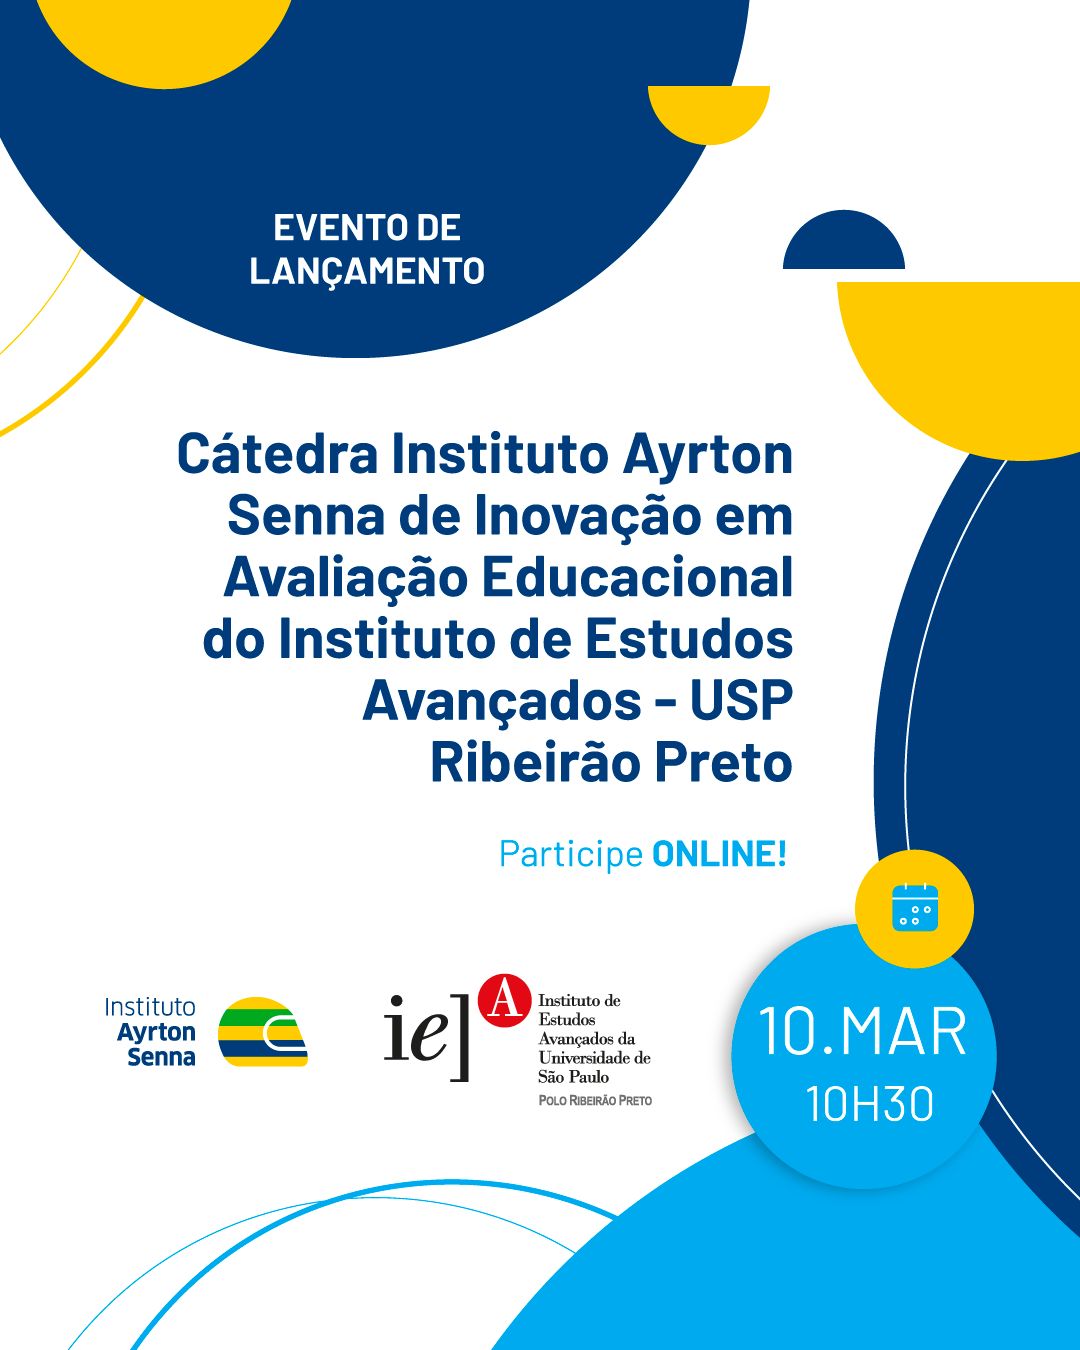 EVENTO DE
LANÇAMENTO
Cátedra Instituto Ayrton
Senna de Inovação em
Avaliação Educacional
do Instituto de Estudos
Avançados - USP
Ribeirão Preto
Participe ONLINE!
10.MAR
10H30
Instituto
Ayrton
Senna
ie]A
Instituto de
Estudos
Avançados da
Universidade de
São Paulo
POLO RIBEIRÃO PRETO